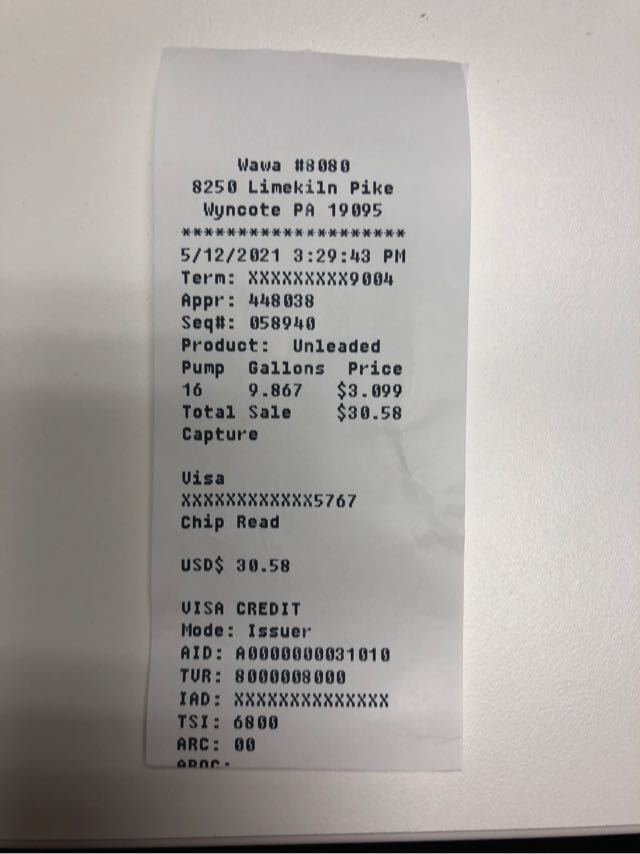 Wawa #8080
8250 Limekiln Pike
Wyncote PA 19095
********************
5/12/2021 3:29:43 PM
Term: XXXXXXXXX9004
Appr: 448038
Seq#: 058940
Product: Unleaded
Pump Gallons Price
16 9.867 $3.099
Total Sale $30.58
Capture
Visa
XXXXXXXXXXXX5767
Chip Read
USD$ 30.58
VISA CREDIT
Mode: Issuer
AID: A0000000031010
TVR: 8000008000
IAD: XXXXXXXXXXXXXX
TSI: 6800
ARC: 00